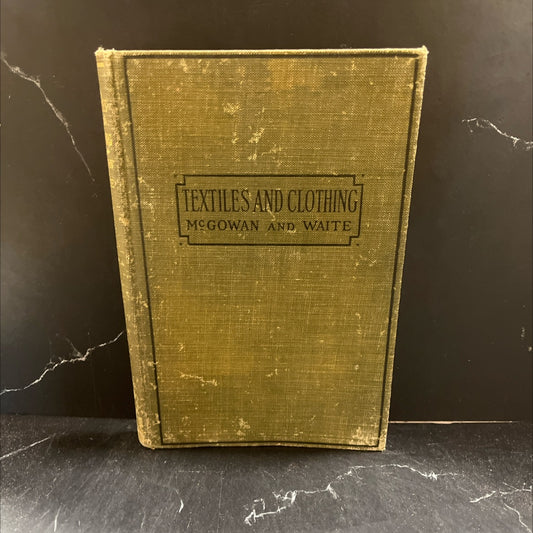 TEXTILES AND CLOTHING
McGOWAN AND WAITE